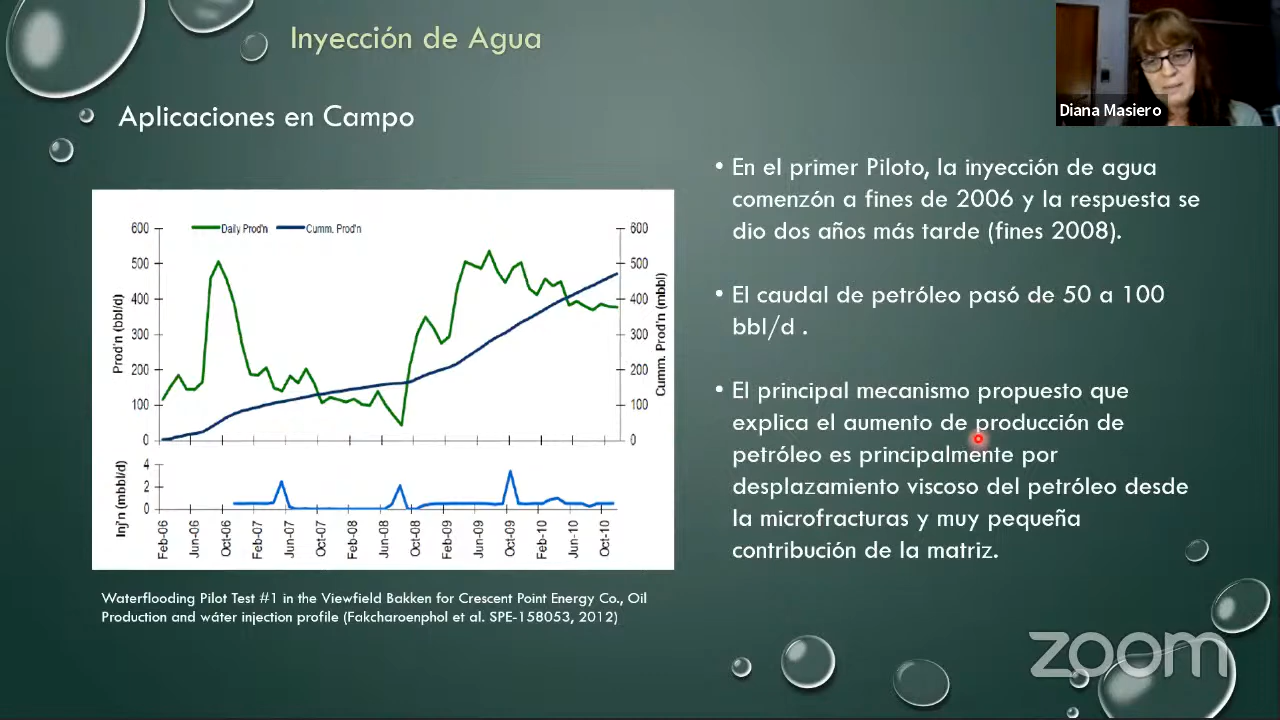 Inyección de Agua
Diana Masiero
Aplicaciones en Campo
• En el primer Piloto, la inyección de agua
comenzón a fines de 2006 y la respuesta se
dio dos años más tarde (fines 2008).
• El caudal de petróleo pasó de 50 a 100
bbl/d .
• El principal mecanismo propuesto que
explica el aumento de producción de
petróleo es principalmente por
desplazamiento viscoso del petróleo desde
la microfracturas y muy pequeña
contribución de la matriz.
Daily Prod'n Cumm. Prod'n
Prod'n (bbl/d)
600
500
400
300
200
100
0
Cumm. Prod'n (mbbl)
600
500
400
300
200
100
0
Inj'n (mbbl/d)
4
2
0
Feb-06 Jun-06 Oct-06 Feb-07 Jun-07 Oct-07 Feb-08 Jun-08 Oct-08 Feb-09 Jun-09 Oct-09 Feb-10 Jun-10 Oct-10
Waterflooding Pilot Test #1 in the Viewfield Bakken for Crescent Point Energy Co., Oil
Production and wáter injection profile (Fakcharoenphol et al. SPE-158053, 2012)
zoom